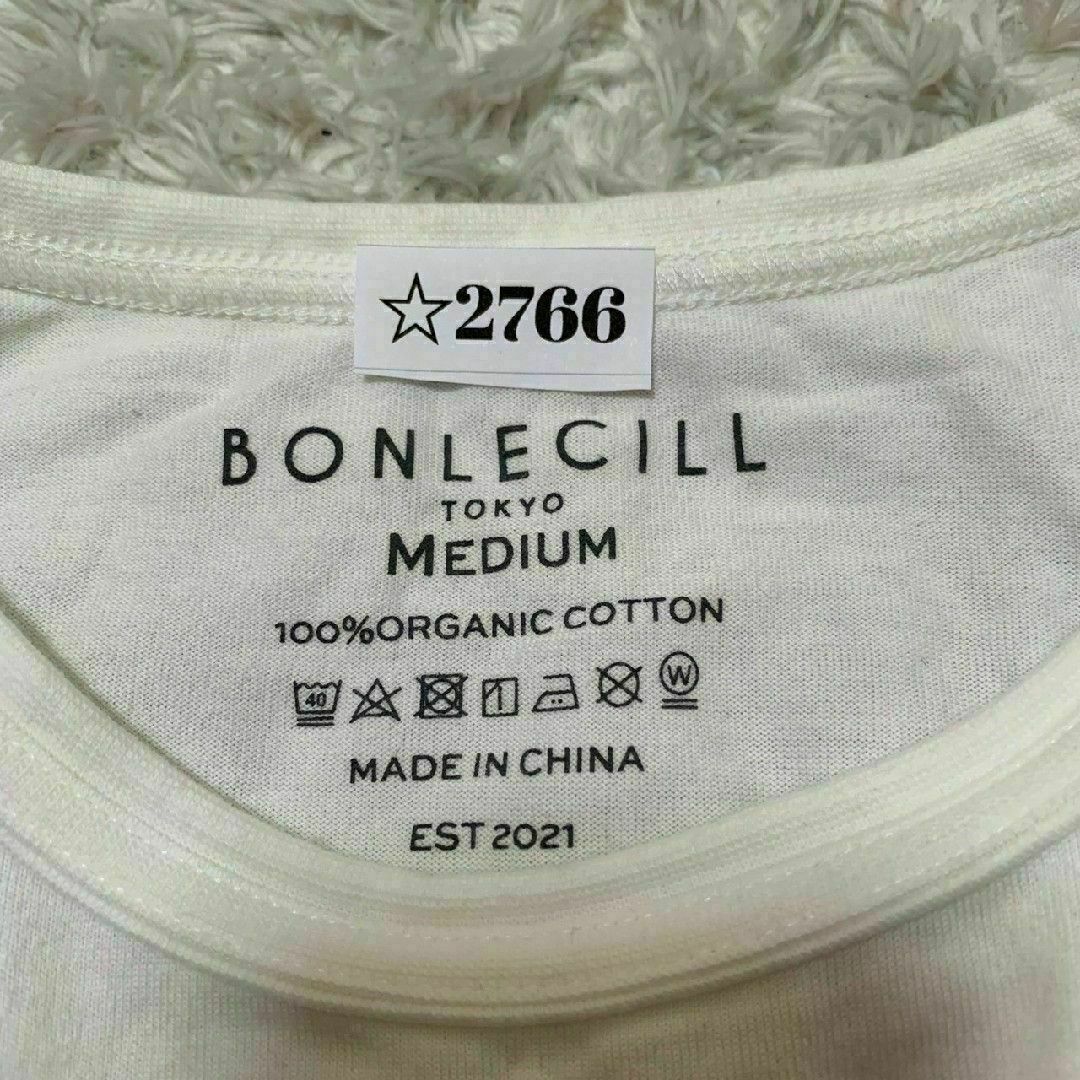 ☆2766
BONLECILL
TOKYO
MEDIUM
100%ORGANIC COTTON
40 W
MADE IN CHINA
EST 2021